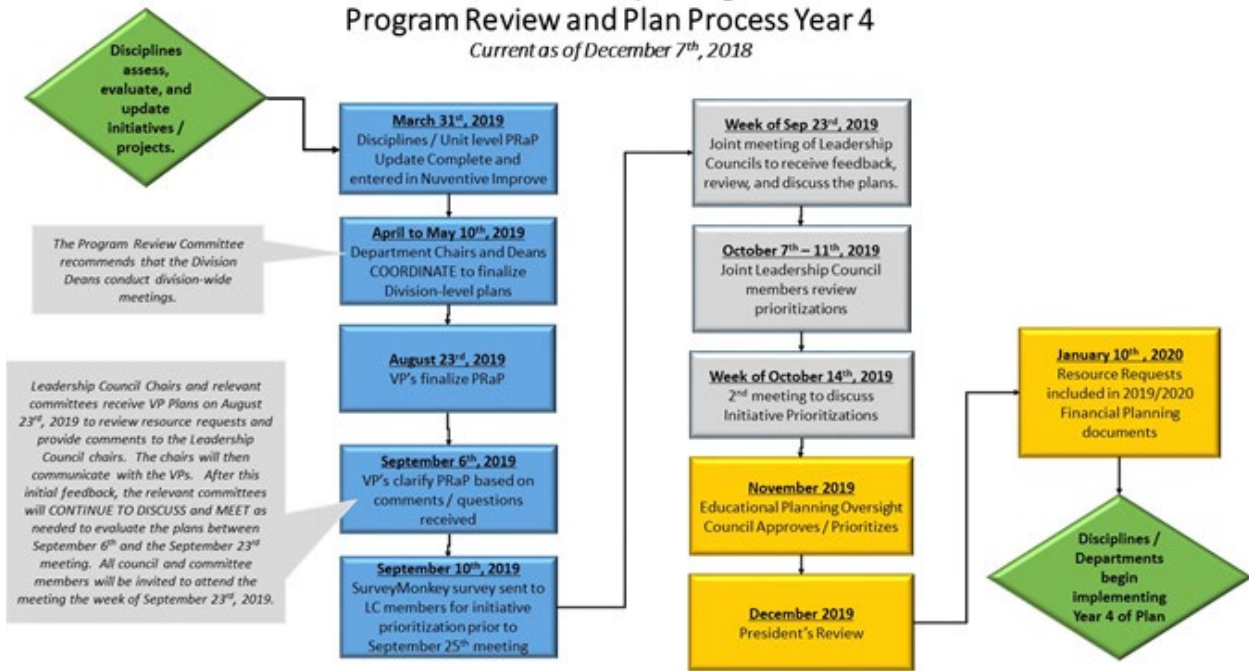 Program Review and Plan Process Year 4
Current as of December 7th, 2018
Disciplines
assess,
evaluate, and
update
initiatives /
projects.
March 31st, 2019
Disciplines / Unit level PRaP
Update Complete and
entered in Nuventive Improve
The Program Review Committee
recommends that the Division
Deans conduct division-wide
meetings.
April to May 10th, 2019
Department Chairs and Deans
COORDINATE to finalize
Division-level plans
August 23rd, 2019
VP's finalize PRaP
Leadership Council Chairs and relevant
committees receive VP Plans on August
23rd, 2019 to review resource requests and
provide comments to the Leadership
Council chairs. The chairs will then
communicate with the VPs. After this
initial feedback, the relevant committees
will CONTINUE TO DISCUSS and MEET as
needed to evaluate the plans between
September 6th and the September 23rd
meeting. All council and committee
members will be invited to attend the
meeting the week of September 23rd, 2019.
September 6th, 2019
VP's clarify PRaP based on
comments / questions
received
September 10th, 2019
SurveyMonkey survey sent to
LC members for initiative
prioritization prior to
September 25th meeting
Week of Sep 23rd, 2019
Joint meeting of Leadership
Councils to receive feedback,
review, and discuss the plans.
October 7th – 11th, 2019
Joint Leadership Council
members review
prioritizations
Week of October 14th, 2019
2nd meeting to discuss
Initiative Prioritizations
November 2019
Educational Planning Oversight
Council Approves / Prioritizes
December 2019
President's Review
January 10th , 2020
Resource Requests
included in 2019/2020
Financial Planning
documents
Disciplines /
Departments
begin
implementing
Year 4 of Plan